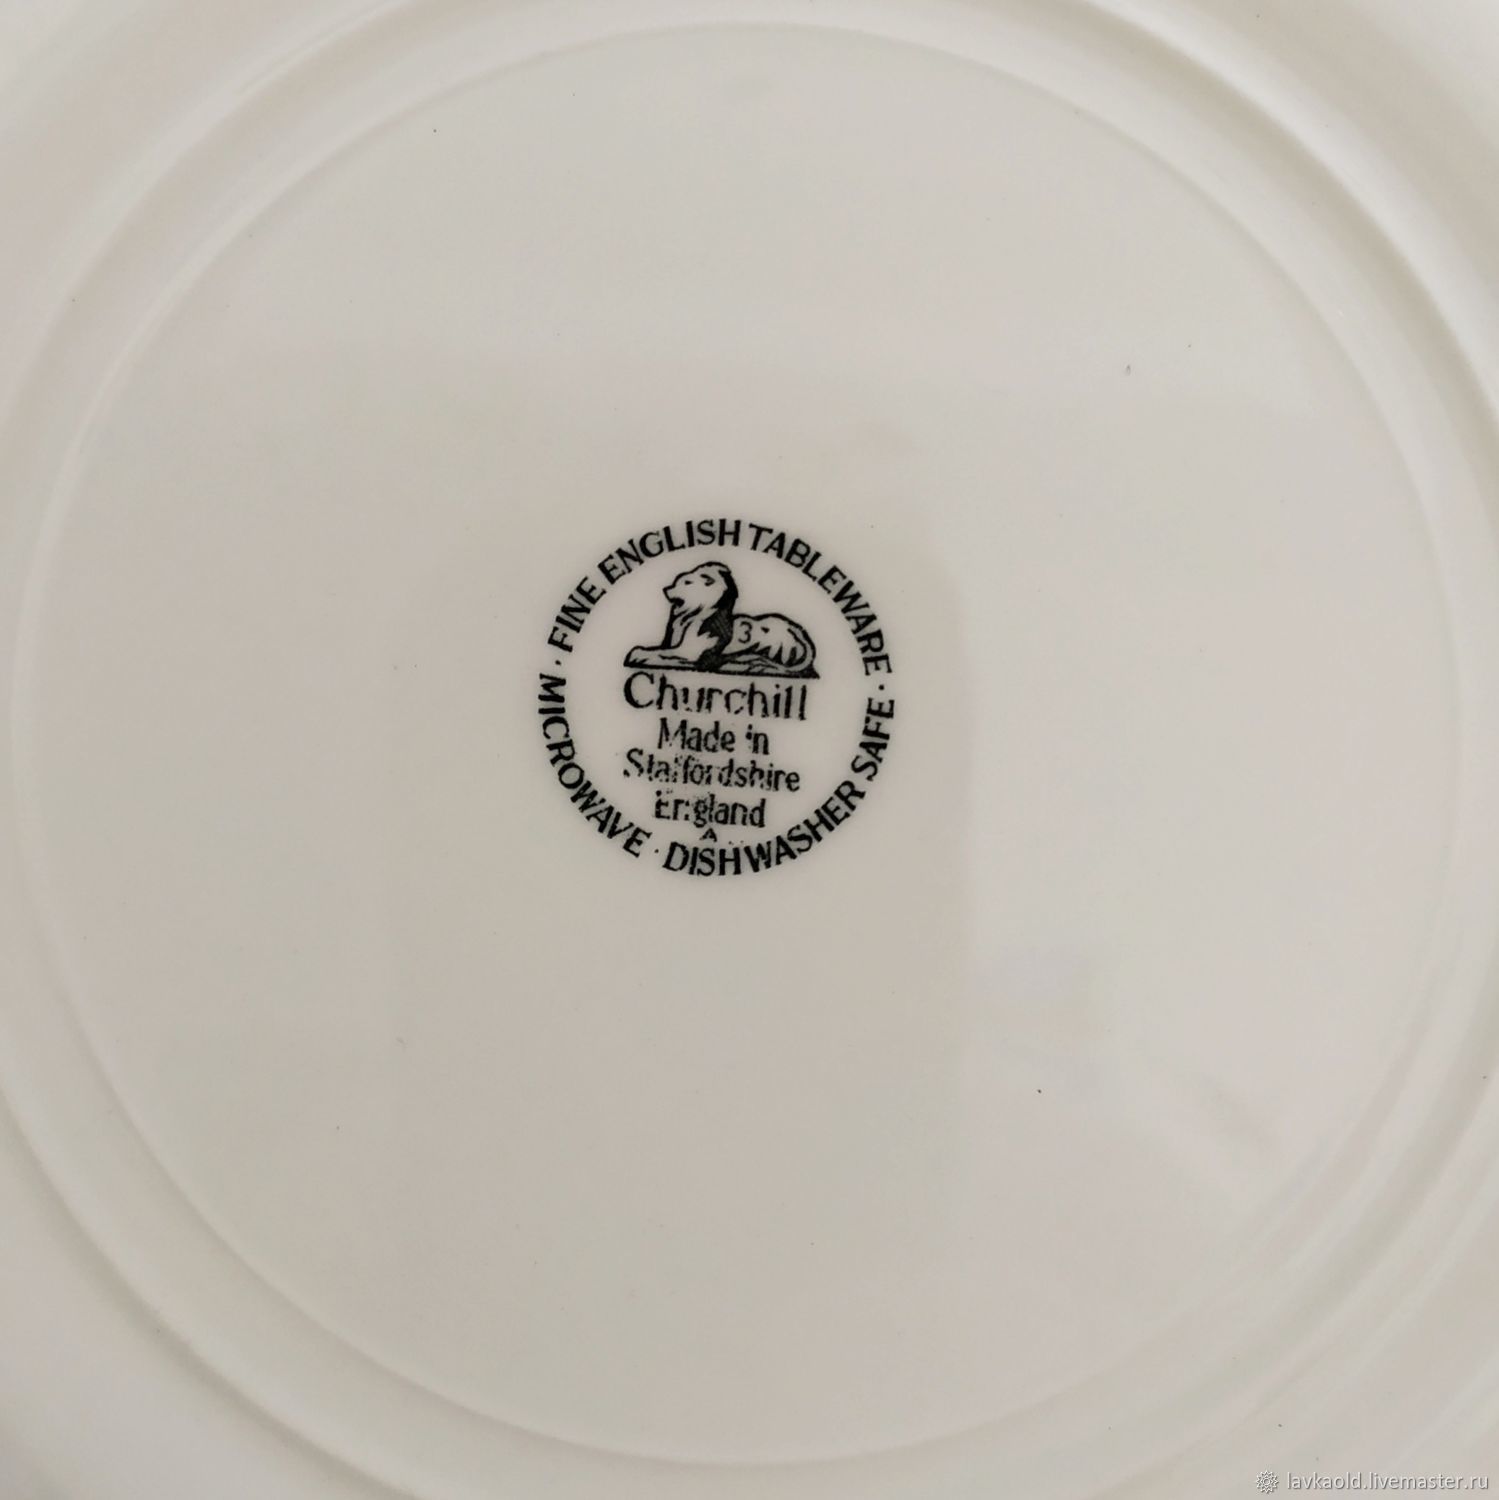 · FINE ENGLISH TABLEWARE ·
3
Churchill
Made in
Staffordshire
England
A
MICROWAVE · DISHWASHER SAFE
lavkaold.livemaster.ru